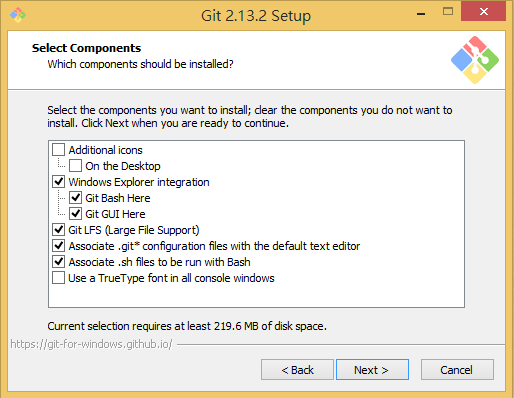 Git 2.13.2 Setup
Select Components
Which components should be installed?
Select the components you want to install; clear the components you do not want to
install. Click Next when you are ready to continue.
Additional icons
On the Desktop
Windows Explorer integration
Git Bash Here
Git GUI Here
Git LFS (Large File Support)
Associate .git* configuration files with the default text editor
Associate .sh files to be run with Bash
Use a TrueType font in all console windows
Current selection requires at least 219.6 MB of disk space.
https://git-for-windows.github.io/
< Back
Next >
Cancel